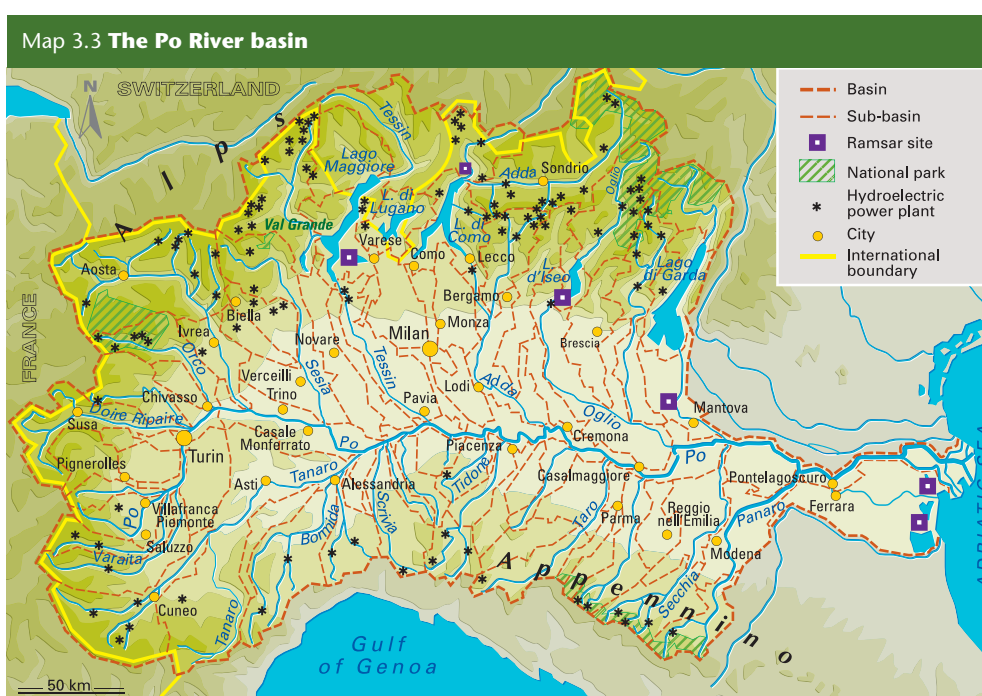 Map 3.3 The Po River basin
N
SWITZERLAND
FRANCE
Alps
Basin
Sub-basin
Ramsar site
National park
Hydroelectric
power plant
City
International
boundary
Tessin
Lago
Maggiore
L. di
Lugano
Adda
Sondrio
Oglio
Val Grande
L. di
Como
Varese
Como
Lecco
L.
d'Iseo
Lago
di Garda
Aosta
Bergamo
Biella
Ivrea
Orco
Novare
Milan
Monza
Brescia
Sesia
Tessin
Verceilli
Trino
Lodi
Adda
Chivasso
Pavia
Oglio
Mantova
Doire Ripaire
Susa
Casale
Monferrato
Po
Piacenza
Cremona
Turin
Po
Pignerolles
Tanaro
Asti
Alessandria
Tidore
Casalmaggiore
Pontelagoscuro
Ferrara
Villafranca
Piemonte
Po
Bormida
Scrivia
Taro
Parma
Reggio
nell'Emilia
Panaro
Saluzzo
Modena
Varaita
Secchia
Appennino
Cuneo
Tanaro
Gulf
of Genoa
ADRIATIC SEA
50 km